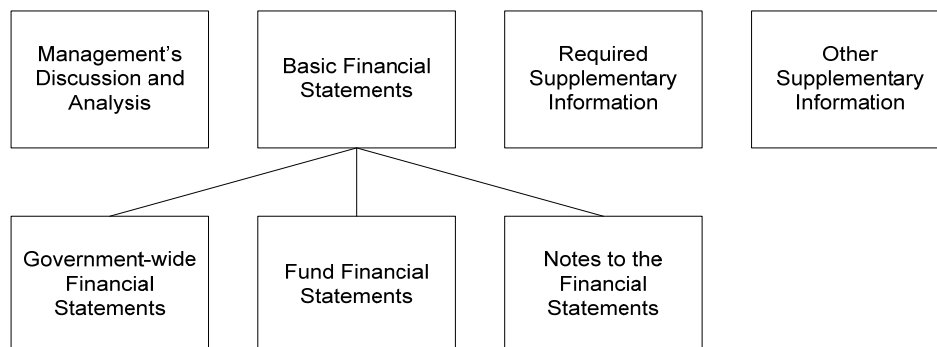 Management’s
Discussion and
Analysis
Basic Financial
Statements
Required
Supplementary
Information
Other
Supplementary
Information
Government-wide
Financial
Statements
Fund Financial
Statements
Notes to the
Financial
Statements